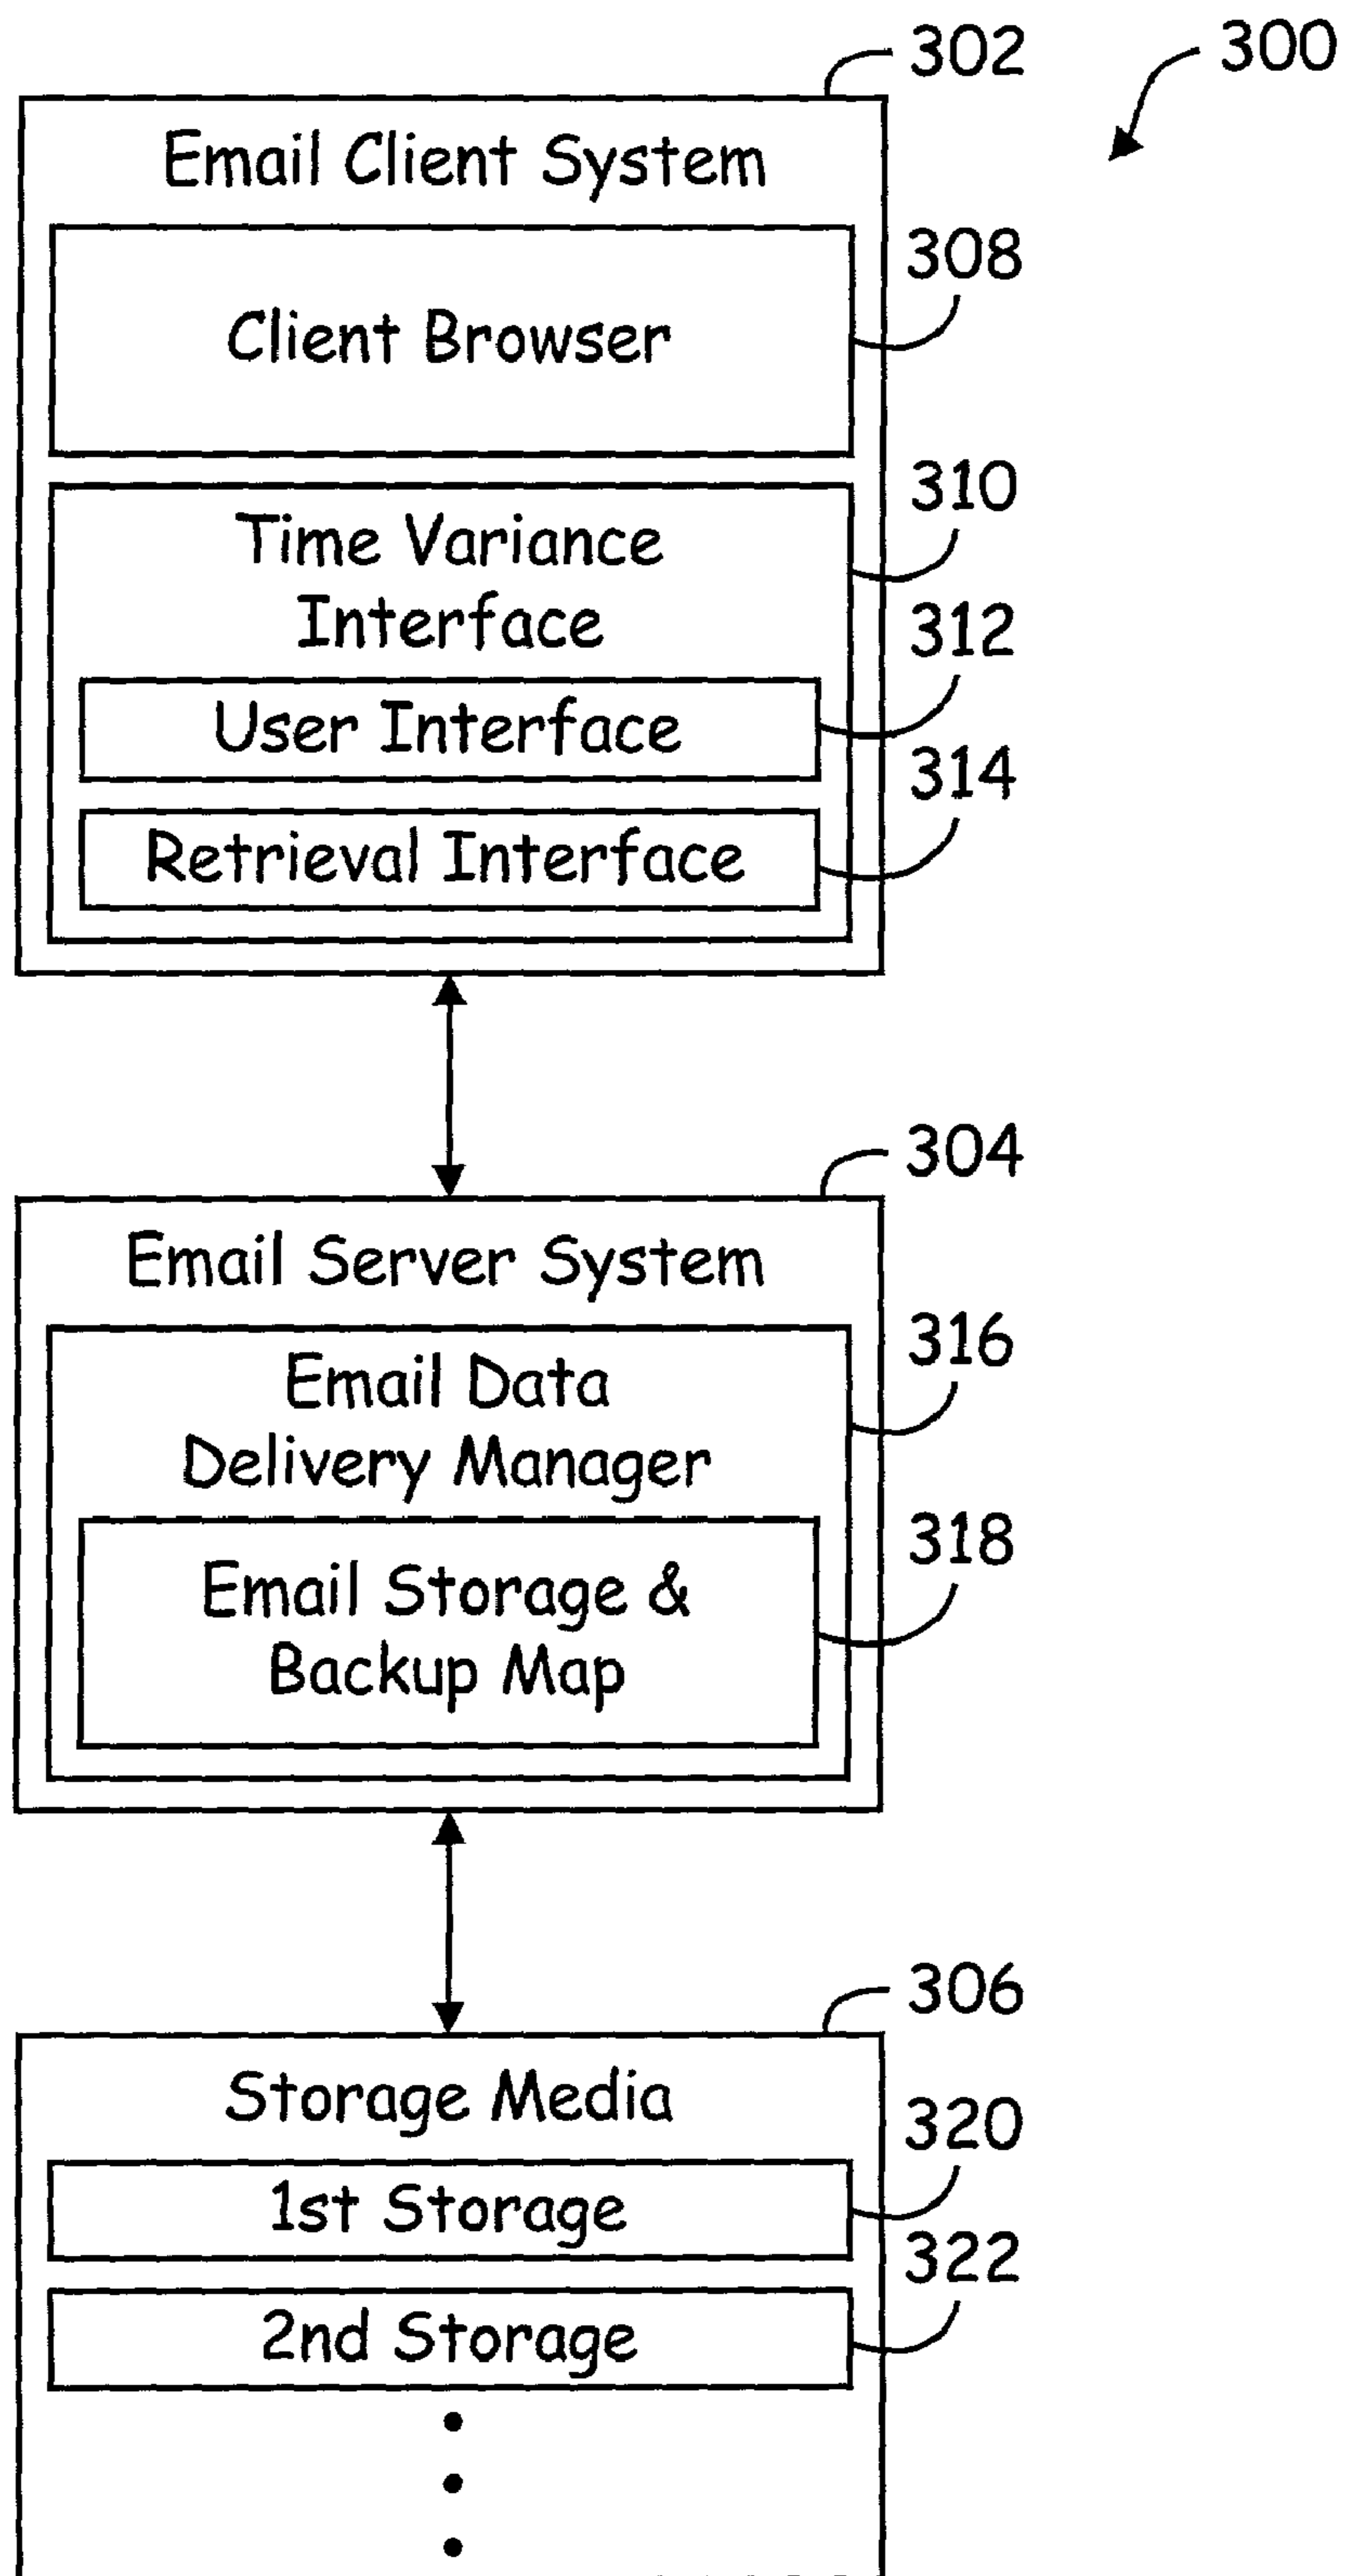 302
300
Email Client System
308
Client Browser
310
Time Variance
Interface
312
User Interface
314
Retrieval Interface
304
Email Server System
316
Email Data
Delivery Manager
318
Email Storage &
Backup Map
306
Storage Media
320
1st Storage
322
2nd Storage